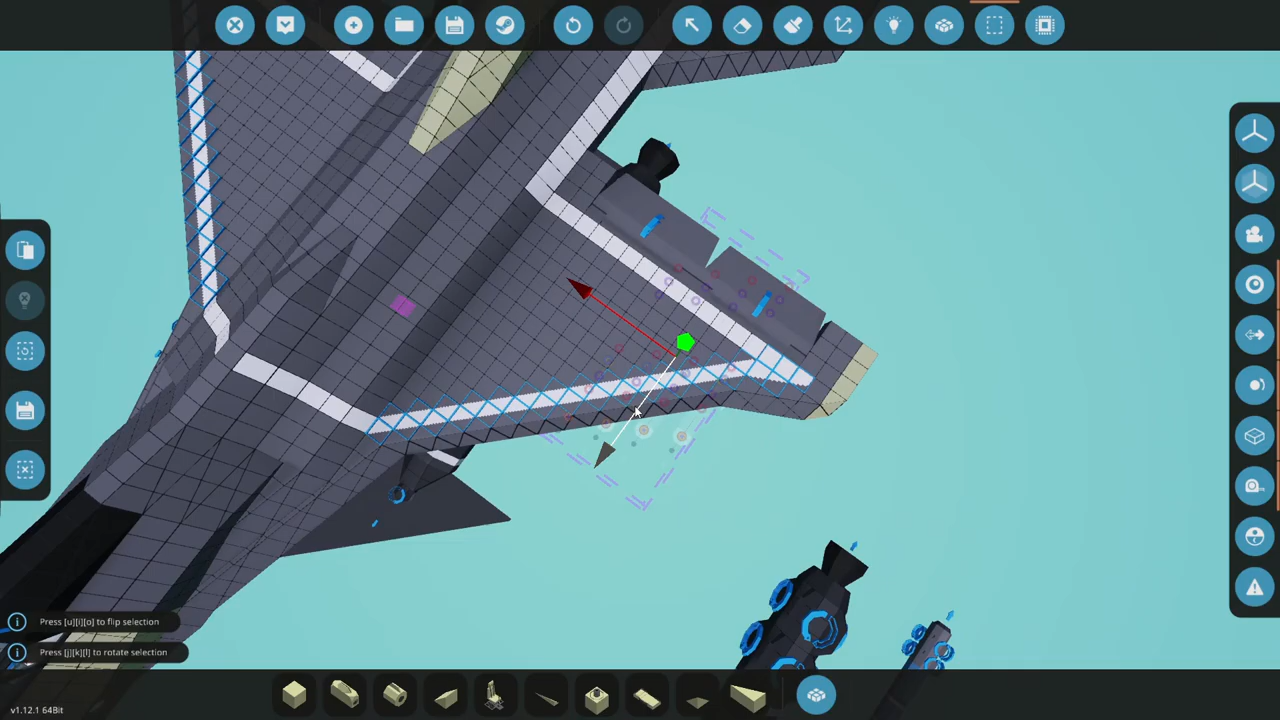 Press [u][i][o] to flip selection
Press [j][k][l] to rotate selection
v1.12.1 64Bit